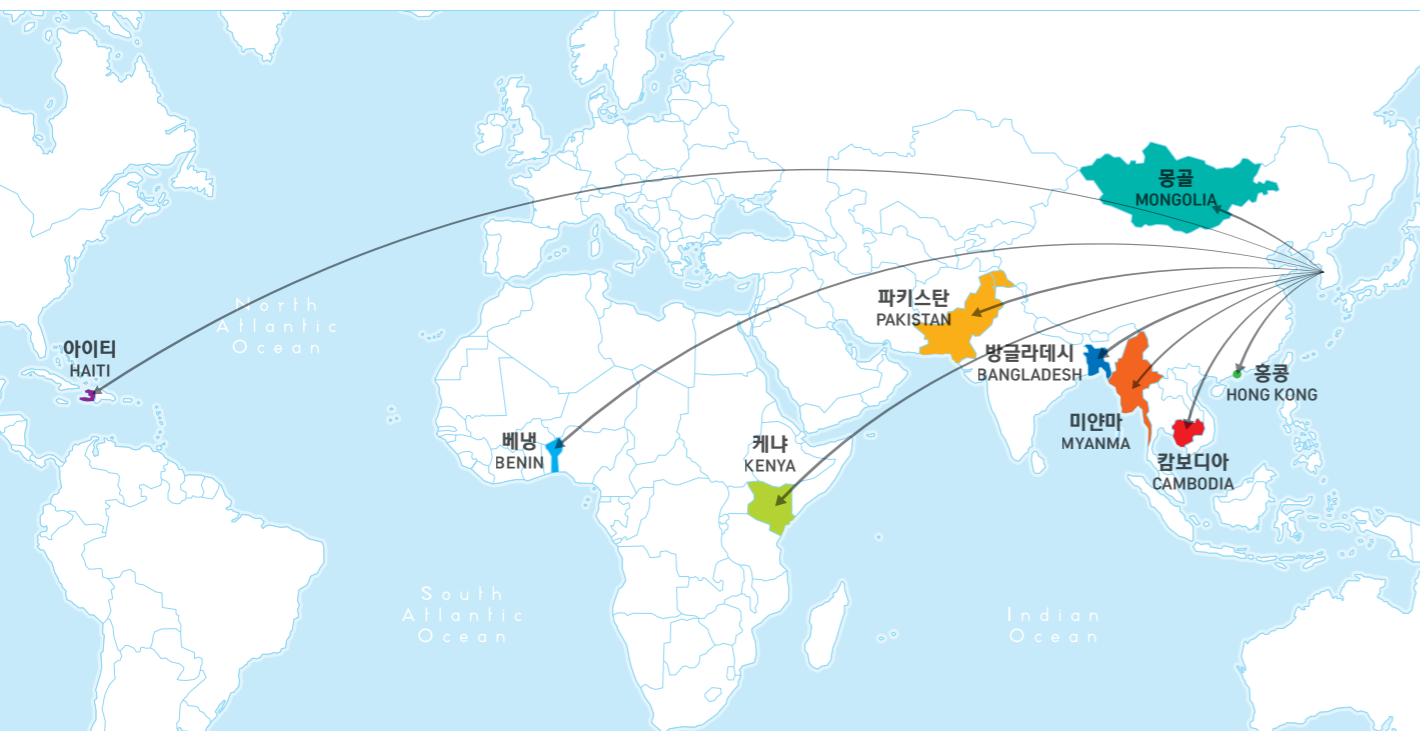 몽골
MONGOLIA
파키스탄
PAKISTAN
North
Atlantic
Ocean
아이티
HAITI
방글라데시
BANGLADESH
홍콩
HONG KONG
미얀마
MYANMA
베냉
BENIN
케냐
KENYA
캄보디아
CAMBODIA
South
Atlantic
Ocean
Indian
Ocean